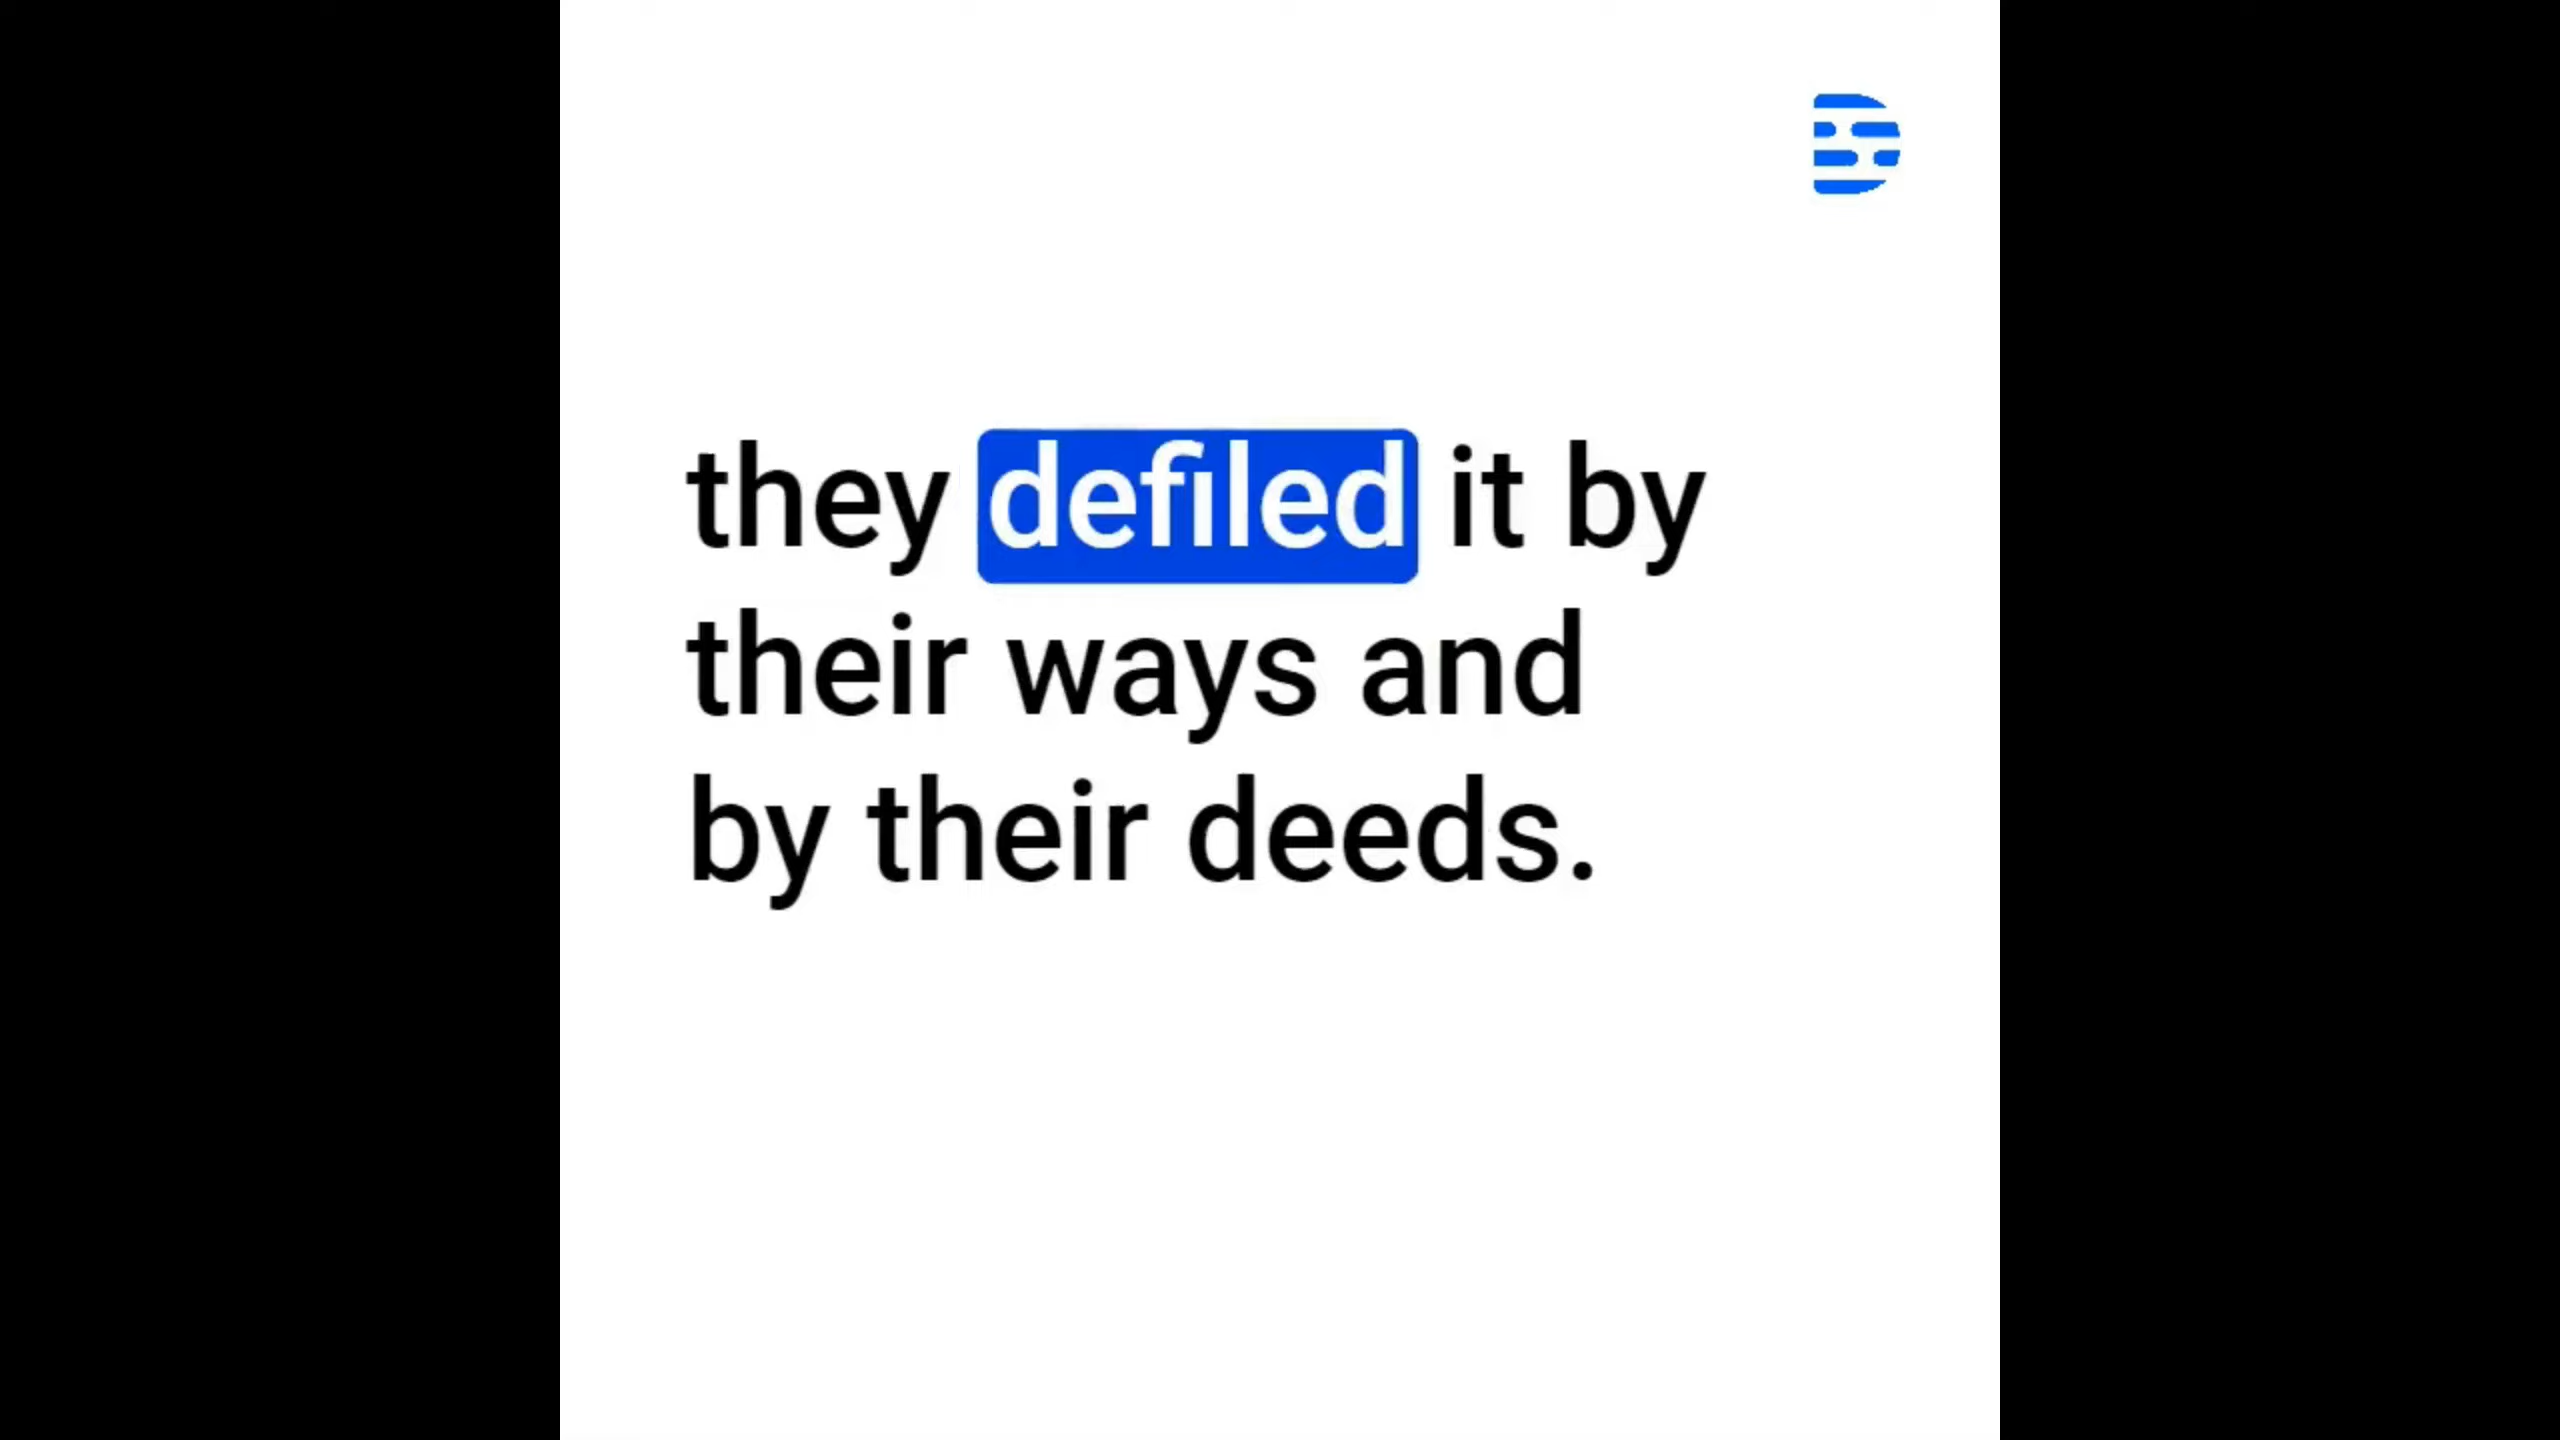 they defiled it by
their ways and
by their deeds.